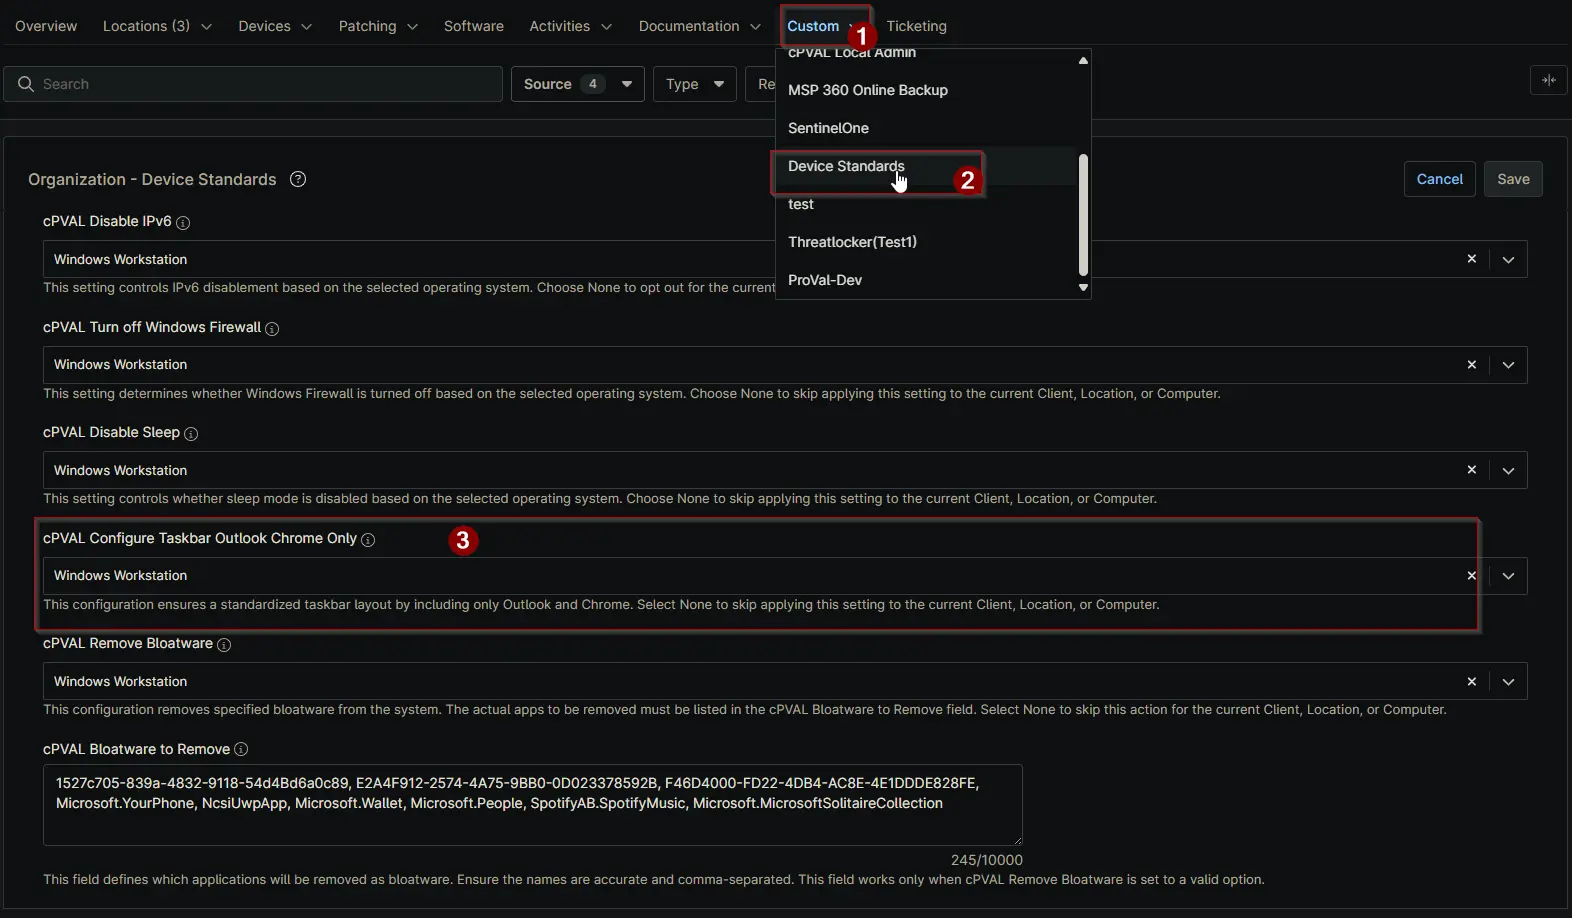 Overview Locations (3) Devices Patching Software Activities Documentation Custom 1 Ticketing
Search Source 4 Type Re
cPVAL Local Admin
MSP 360 Online Backup
SentinelOne
Device Standards 2
test
Threatlocker(Test1)
ProVal-Dev
Organization - Device Standards ? Cancel Save
cPVAL Disable IPv6
Windows Workstation
This setting controls IPv6 disablement based on the selected operating system. Choose None to opt out for the current
cPVAL Turn off Windows Firewall
Windows Workstation
This setting determines whether Windows Firewall is turned off based on the selected operating system. Choose None to skip applying this setting to the current Client, Location, or Computer.
cPVAL Disable Sleep
Windows Workstation
This setting controls whether sleep mode is disabled based on the selected operating system. Choose None to skip applying this setting to the current Client, Location, or Computer.
cPVAL Configure Taskbar Outlook Chrome Only 3
Windows Workstation
This configuration ensures a standardized taskbar layout by including only Outlook and Chrome. Select None to skip applying this setting to the current Client, Location, or Computer.
cPVAL Remove Bloatware
Windows Workstation
This configuration removes specified bloatware from the system. The actual apps to be removed must be listed in the cPVAL Bloatware to Remove field. Select None to skip this action for the current Client, Location, or Computer.
cPVAL Bloatware to Remove
1527c705-839a-4832-9118-54d4Bd6a0c89, E2A4F912-2574-4A75-9BB0-0D023378592B, F46D4000-FD22-4DB4-AC8E-4E1DDDE828FE,
Microsoft.YourPhone, NcsiUwpApp, Microsoft.Wallet, Microsoft.People, SpotifyAB.SpotifyMusic, Microsoft.MicrosoftSolitaireCollection
245/10000
This field defines which applications will be removed as bloatware. Ensure the names are accurate and comma-separated. This field works only when cPVAL Remove Bloatware is set to a valid option.